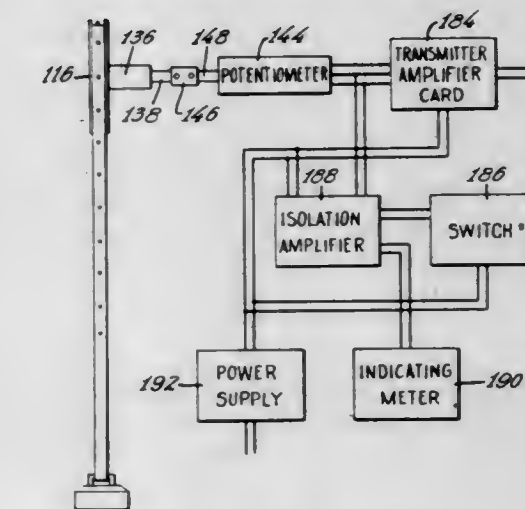 136
148
144
184
116
POTENTIOMETER
TRANSMITTER
AMPLIFIER
CARD
138
146
188
186
ISOLATION
AMPLIFIER
SWITCH
192
POWER
SUPPLY
INDICATING
METER
190